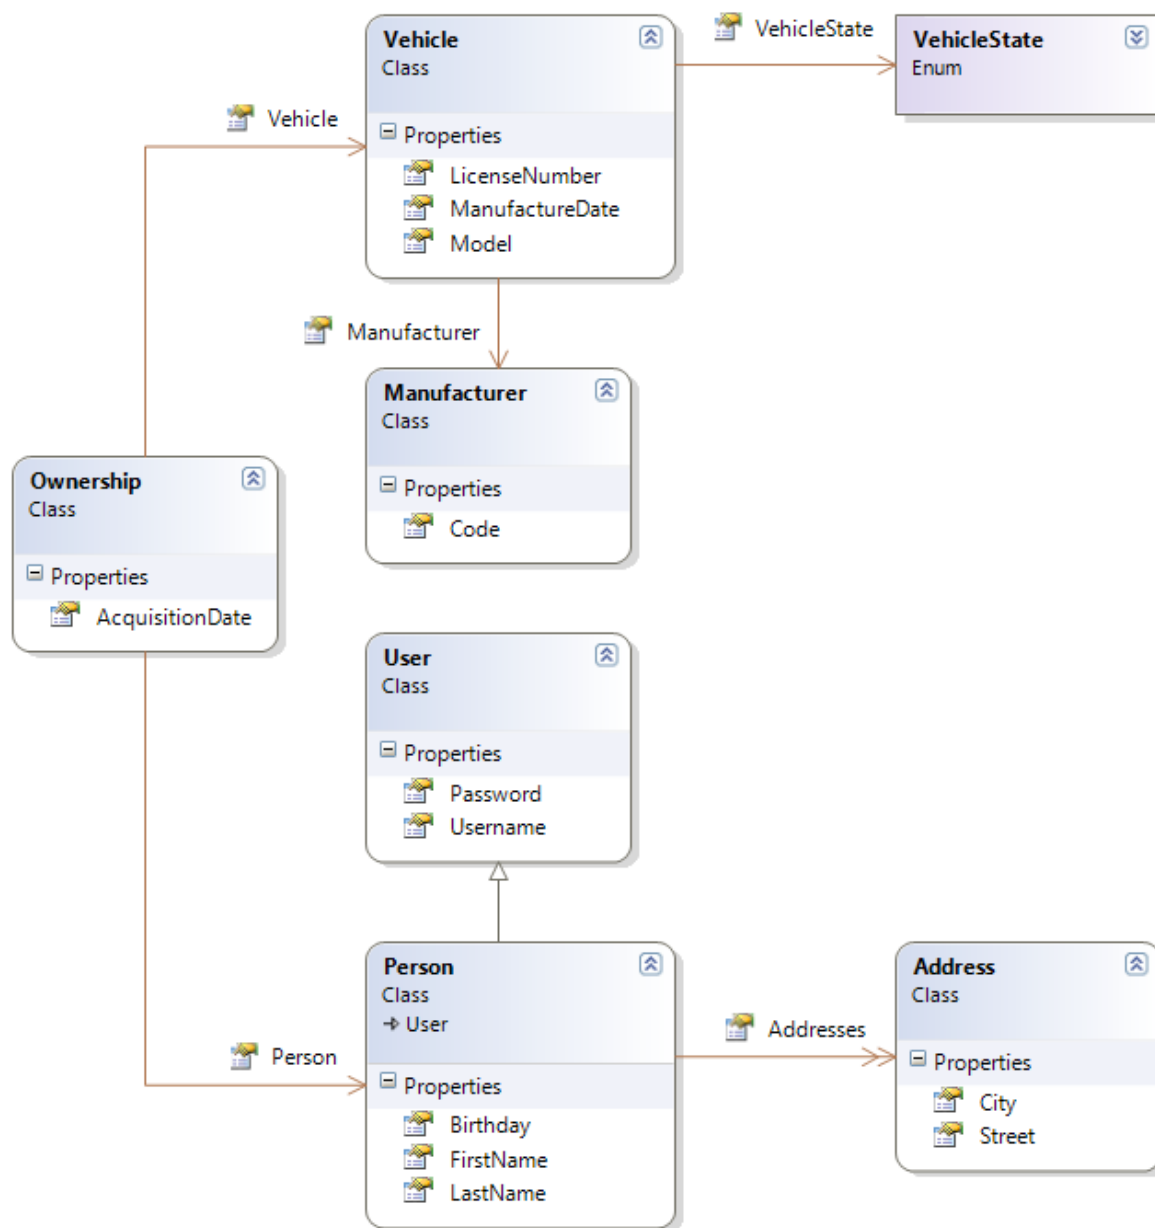 Vehicle
Class
Properties
LicenseNumber
ManufactureDate
Model
VehicleState
VehicleState
Enum
Vehicle
Manufacturer
Manufacturer
Class
Properties
Code
Ownership
Class
Properties
AcquisitionDate
User
Class
Properties
Password
Username
Person
Person
Class
User
Properties
Birthday
FirstName
LastName
Addresses
Address
Class
Properties
City
Street